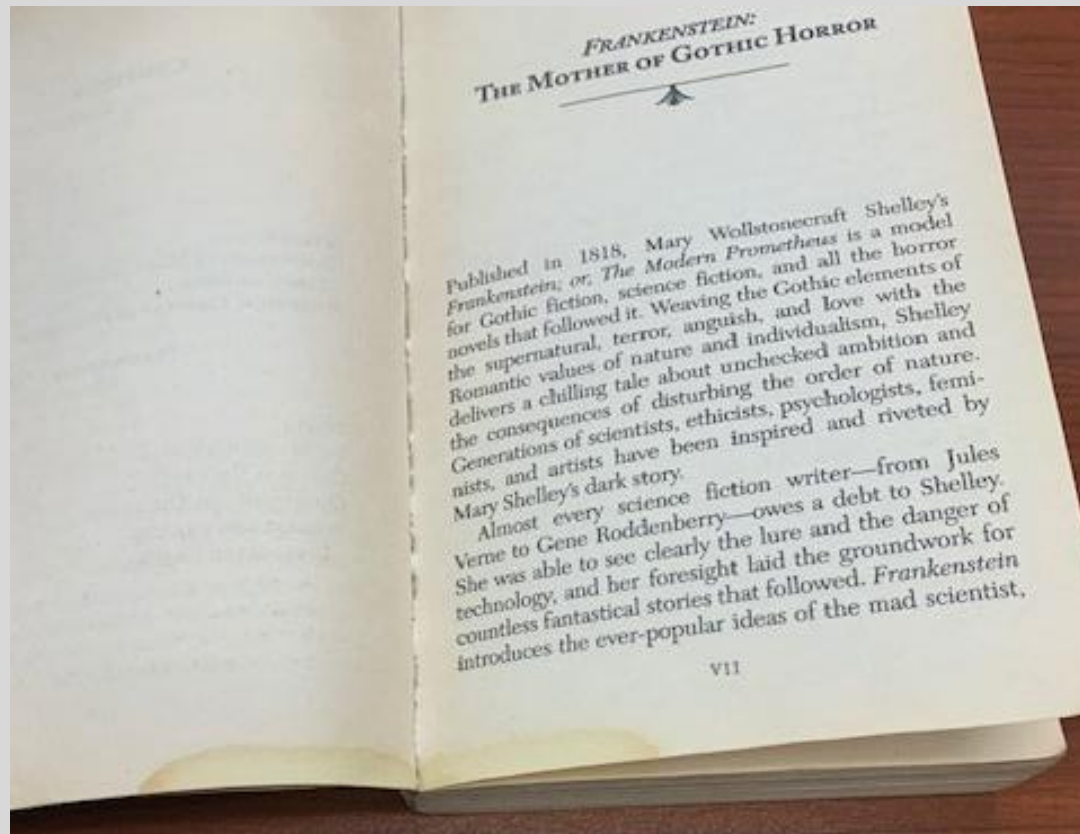 FRANKENSTEIN:
THE MOTHER OF GOTHIC HORROR
Published in 1818, Mary Wollstonecraft Shelley's
Frankenstein; or, The Modern Prometheus is a model
for Gothic fiction, science fiction, and all the horror
novels that followed it. Weaving the Gothic elements of
the supernatural, terror, anguish, and love with the
Romantic values of nature and individualism, Shelley
delivers a chilling tale about unchecked ambition and
the consequences of disturbing the order of nature.
Generations of scientists, ethicists, psychologists, femi-
nists, and artists have been inspired and riveted by
Mary Shelley's dark story.
Almost every science fiction writer—from Jules
Verne to Gene Roddenberry—owes a debt to Shelley.
She was able to see clearly the lure and the danger of
technology, and her foresight laid the groundwork for
countless fantastical stories that followed. Frankenstein
introduces the ever-popular ideas of the mad scientist,
VII